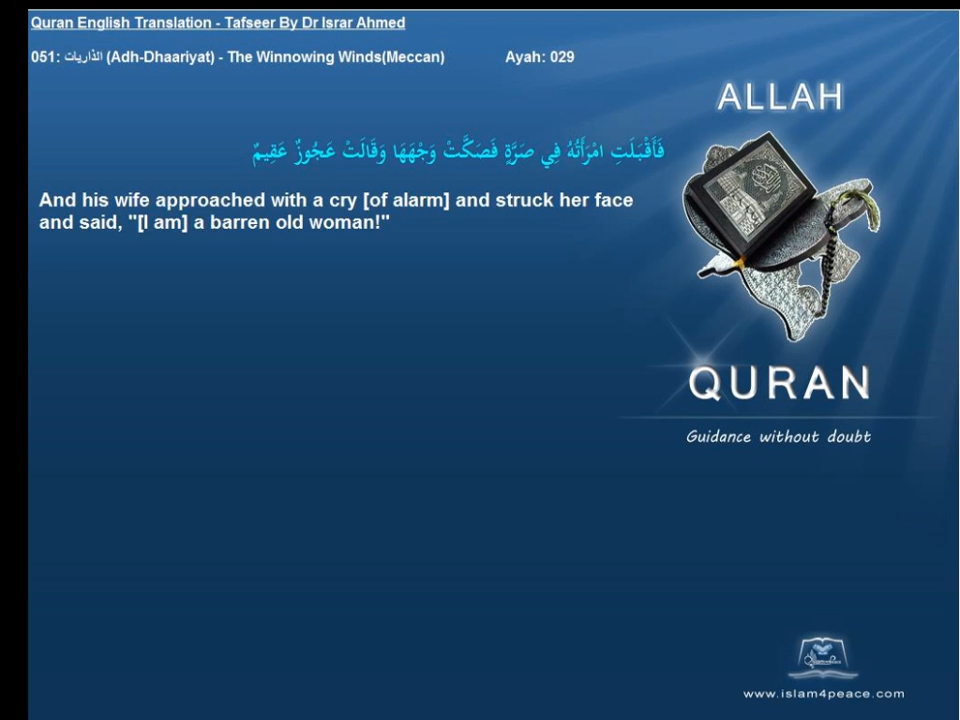 Quran English Translation - Tafseer By Dr Israr Ahmed
051: الذاريات (Adh-Dhaariyat) - The Winnowing Winds(Meccan) Ayah: 029
ALLAH
فَأَقْبَلَتِ امْرَأَتُهُ فِي صَرَّةٍ فَصَكَّتْ وَجْهَهَا وَقَالَتْ عَجُوزٌ عَقِيمٌ
And his wife approached with a cry [of alarm] and struck her face
and said, "[I am] a barren old woman!"
QURAN
Guidance without doubt
www.islam4peace.com